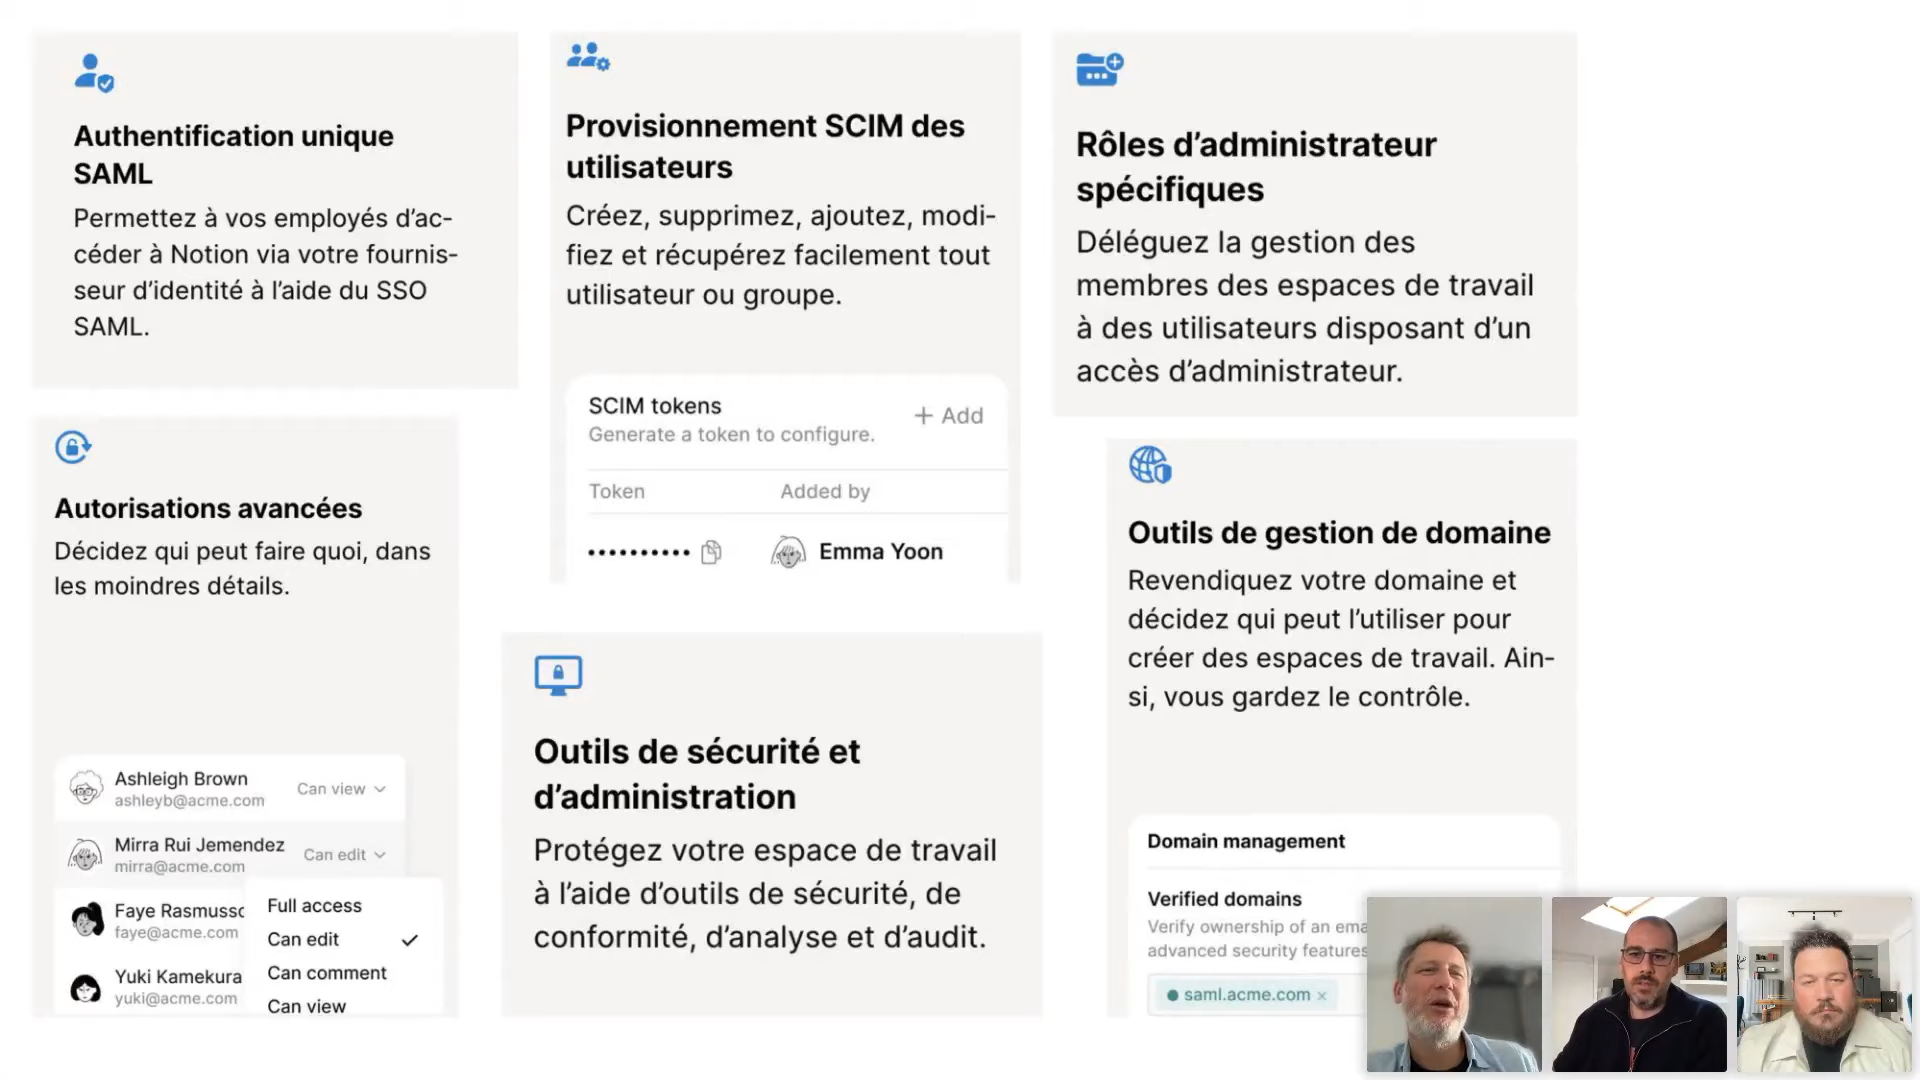 Authentification unique
SAML
Permettez à vos employés d’ac-
céder à Notion via votre fournis-
seur d’identité à l’aide du SSO
SAML.
Provisionnement SCIM des
utilisateurs
Créez, supprimez, ajoutez, modi-
fiez et récupérez facilement tout
utilisateur ou groupe.
SCIM tokens
+ Add
Generate a token to configure.
Token Added by
•••••••••• Emma Yoon
Rôles d’administrateur
spécifiques
Déléguez la gestion des
membres des espaces de travail
à des utilisateurs disposant d’un
accès d’administrateur.
Autorisations avancées
Décidez qui peut faire quoi, dans
les moindres détails.
Ashleigh Brown
ashleyb@acme.com
Can view
Mirra Rui Jemendez
mirra@acme.com
Can edit
Faye Rasmussc
faye@acme.com
Yuki Kamekura
yuki@acme.com
Full access
Can edit
Can comment
Can view
Outils de sécurité et
d’administration
Protégez votre espace de travail
à l’aide d’outils de sécurité, de
conformité, d’analyse et d’audit.
Outils de gestion de domaine
Revendiquez votre domaine et
décidez qui peut l’utiliser pour
créer des espaces de travail. Ain-
si, vous gardez le contrôle.
Domain management
Verified domains
Verify ownership of an ema
advanced security features
saml.acme.com ×